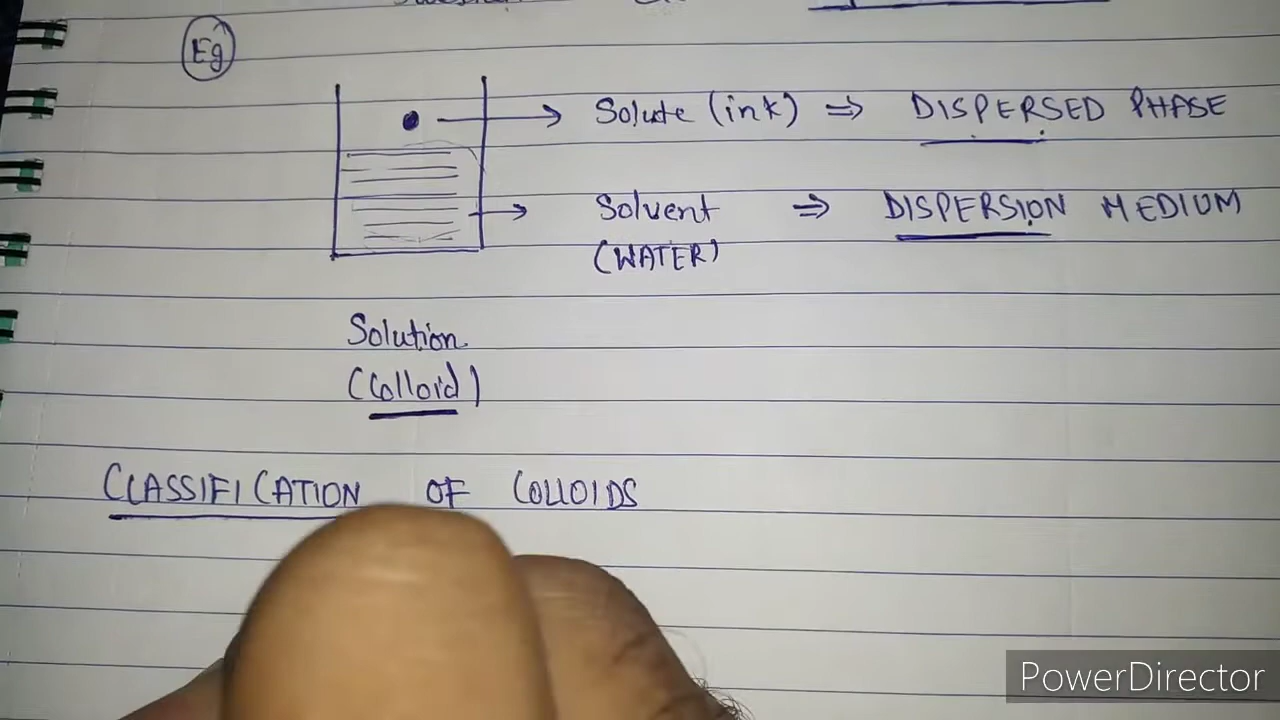 Eg
Solute (ink) ⇒ DISPERSED PHASE
Solvent ⇒ DISPERSION MEDIUM
(WATER)
Solution
(Colloid)
CLASSIFICATION OF COLLOIDS
PowerDirector